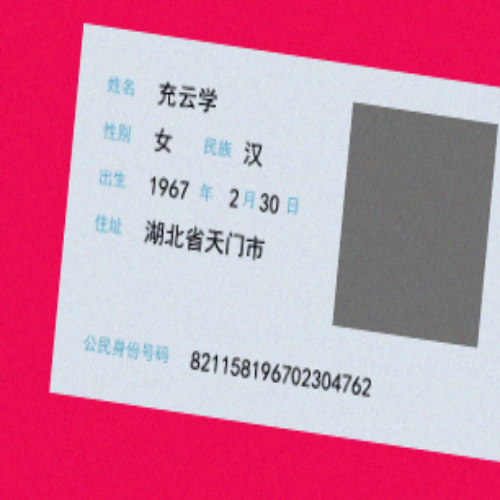 姓名 充云学
性别 女 民族 汉
出生 1967 年 2 月 30 日
住址 湖北省天门市
公民身份号码 821158196702304762